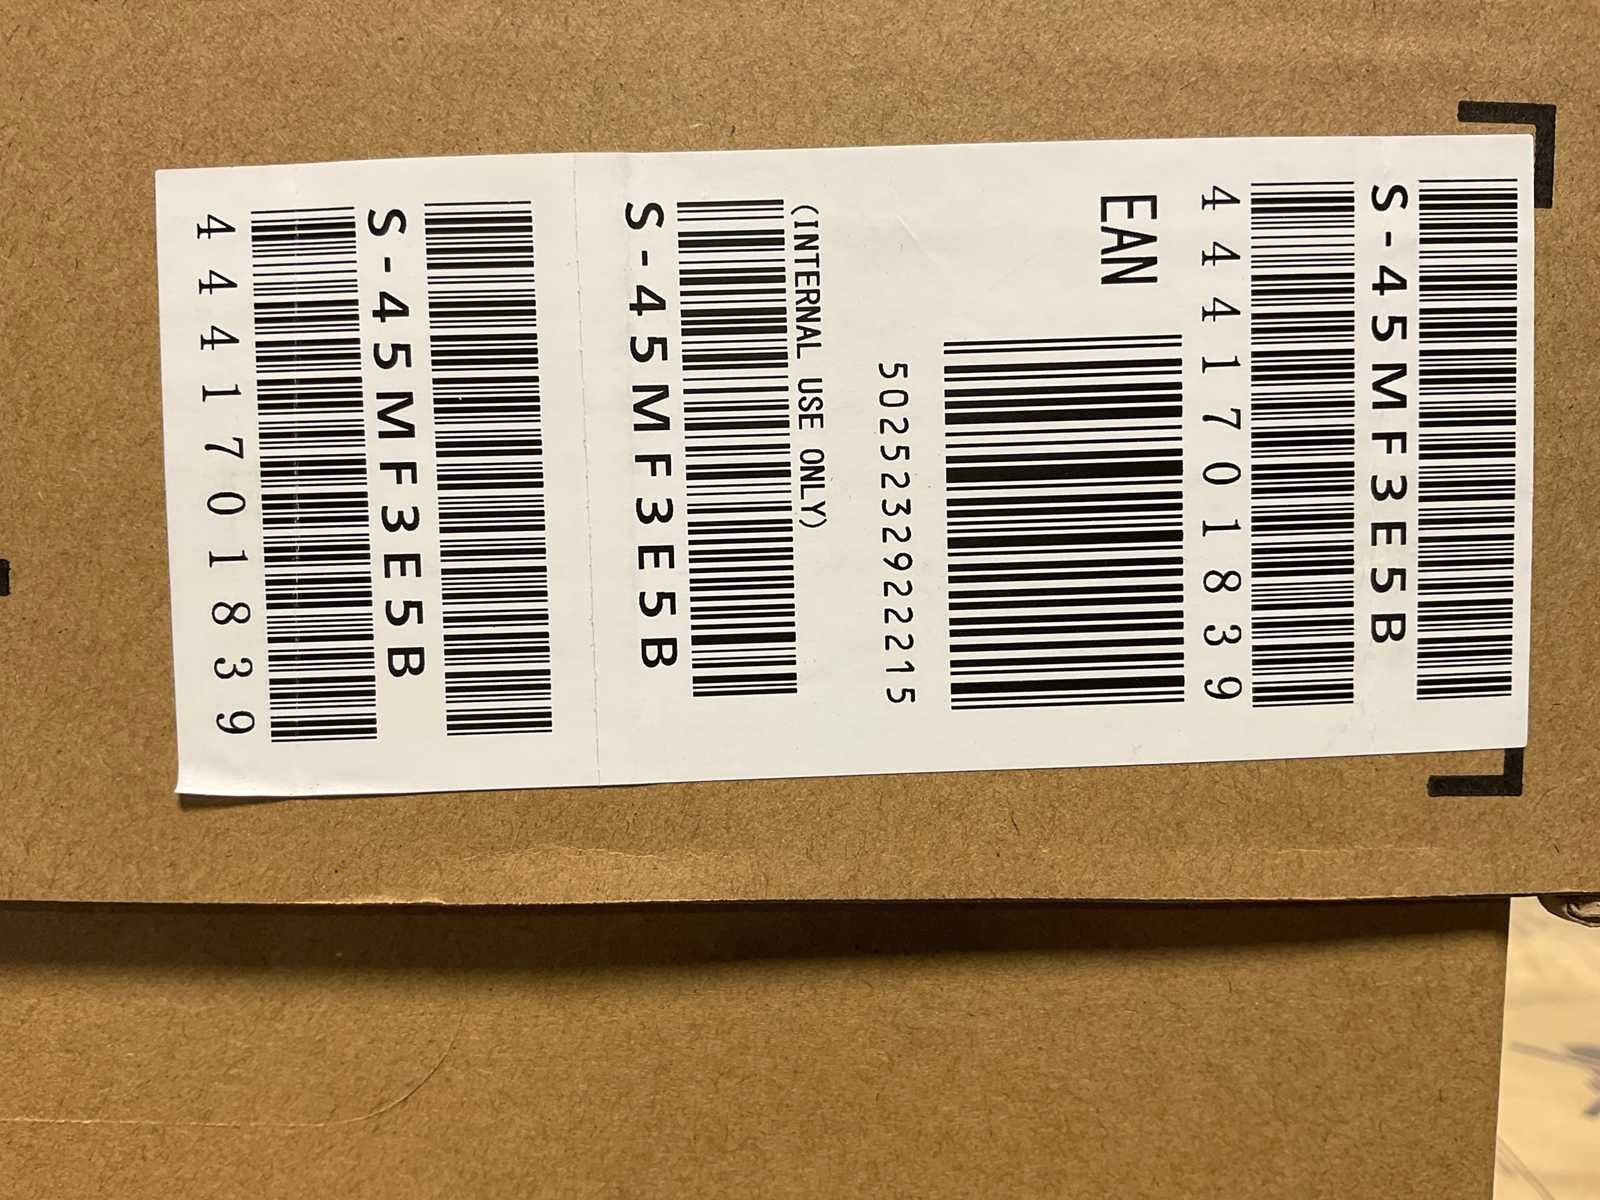 S-45MF3E5B
4441701839
EAN
5025232922215
(INTERNAL USE ONLY)
S-45MF3E5B
S-45MF3E5B
4441701839